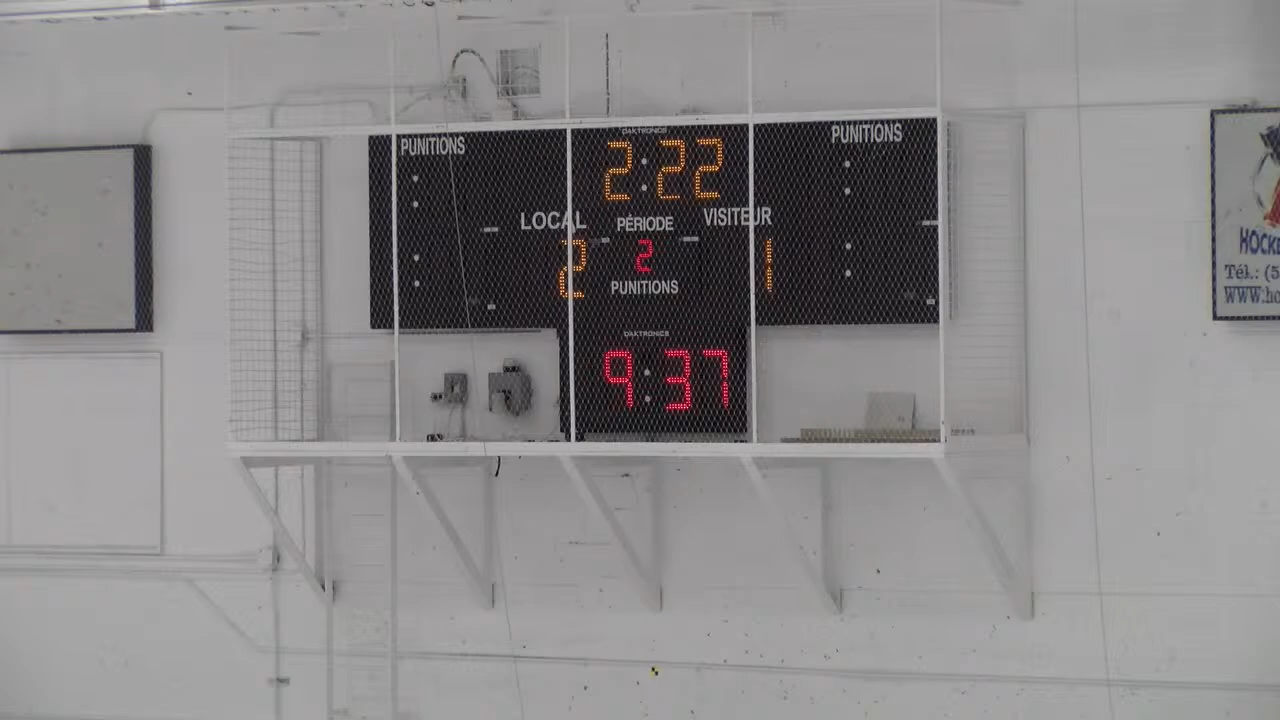 DAKTRONICS
PUNITIONS
2:22
PUNITIONS
LOCAL
PÉRIODE
VISITEUR
2
2
1
PUNITIONS
DAKTRONICS
9:37
HOCKE
Tél.: (5
WWW.ho